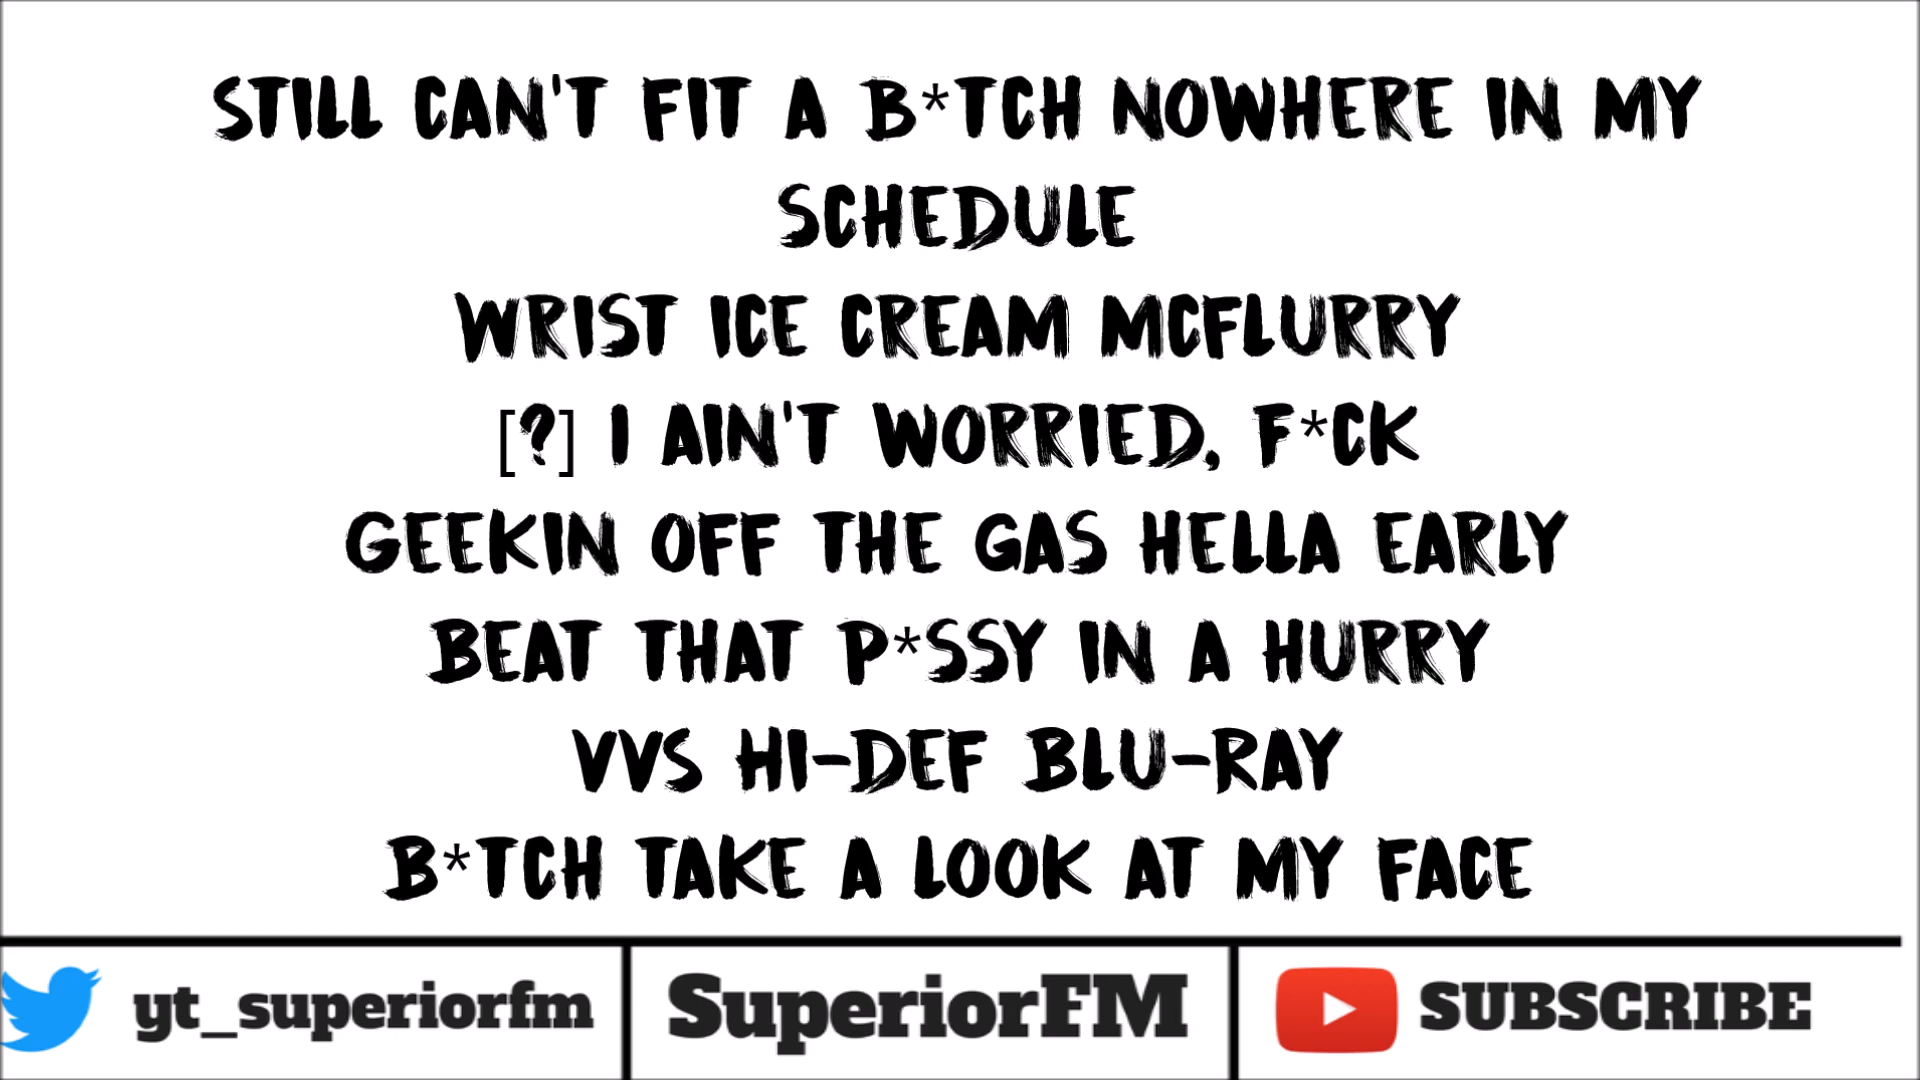 STILL CAN'T FIT A B*TCH NOWHERE IN MY
SCHEDULE
WRIST ICE CREAM MCFLURRY
[?] I AIN'T WORRIED, F*CK
GEEKIN OFF THE GAS HELLA EARLY
BEAT THAT P*SSY IN A HURRY
VVS HI-DEF BLU-RAY
B*TCH TAKE A LOOK AT MY FACE
yt_superiorfm
SuperiorFM
SUBSCRIBE